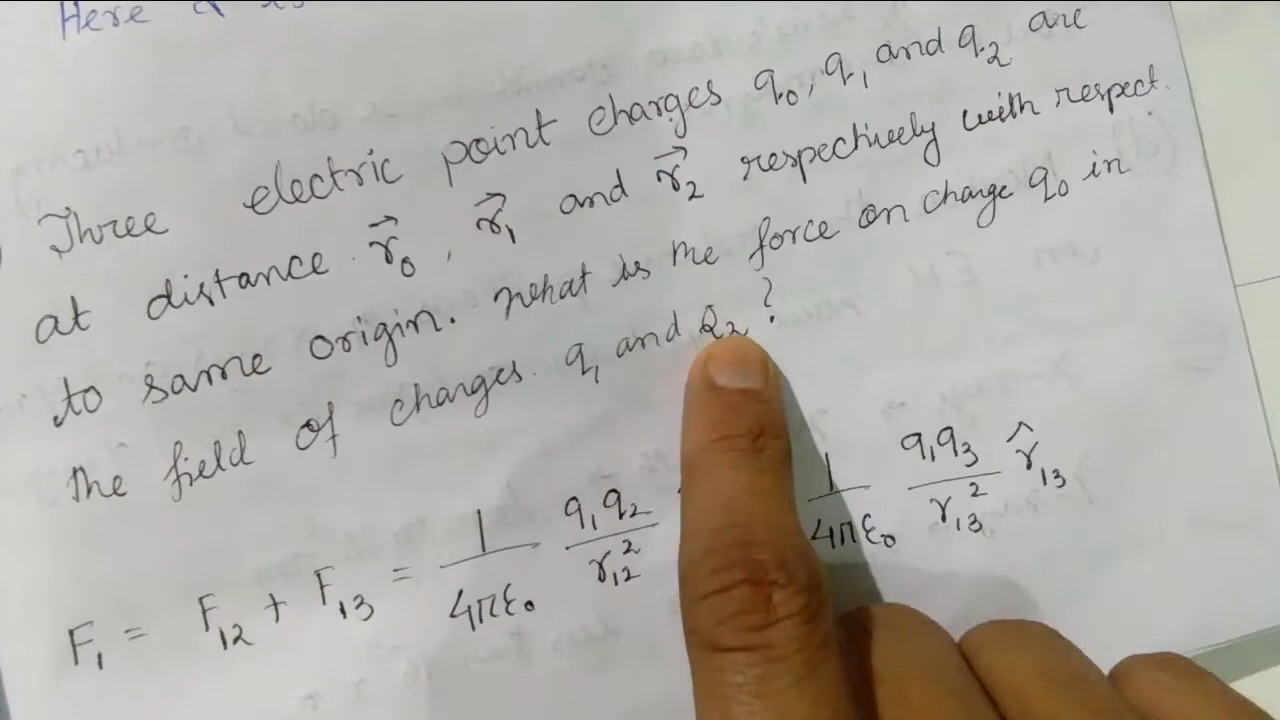 Here
Three electric point charges q₀, q₁ and q₂ are
at distance r⃗₀, r⃗₁ and r⃗₂ respectively with respect.
to same origin. What is the force on charge q₀ in
the field of charges. q₁ and Q₂?
F₁ = F₁₂ + F₁₃ = 1/4πε₀ q₁q₂/r₁₂² 1/4πε₀ q₁q₃/r₁₃² r̂₁₃